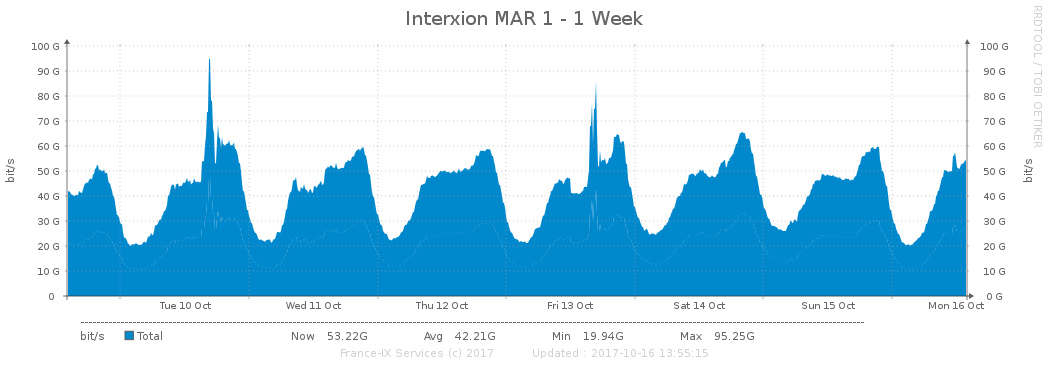 Interxion MAR 1 - 1 Week
RRDTOOL / TOBI OETIKER
bit/s
100 G 100 G
90 G 90 G
80 G 80 G
70 G 70 G
60 G 60 G
50 G 50 G
40 G 40 G
30 G 30 G
20 G 20 G
10 G 10 G
0 0 G
bit/s
Tue 10 Oct Wed 11 Oct Thu 12 Oct Fri 13 Oct Sat 14 Oct Sun 15 Oct Mon 16 Oct
bit/s Total Now 53.22G Avg 42.21G Min 19.94G Max 95.25G
France-IX Services (c) 2017 Updated : 2017-10-16 13:55:15